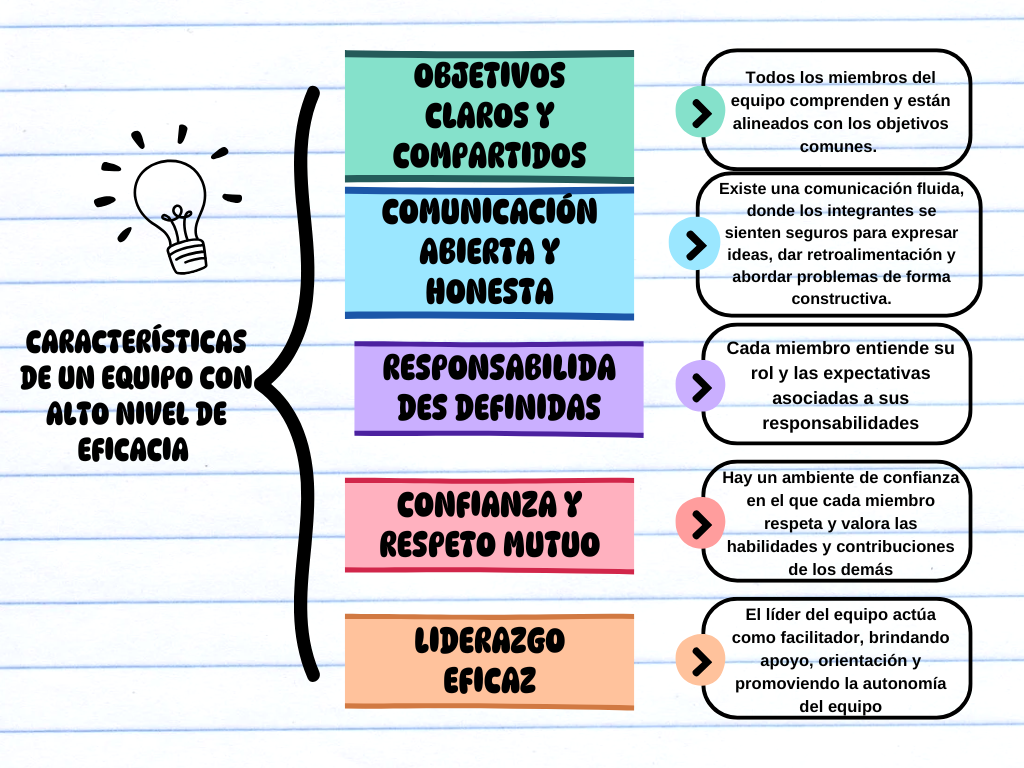 CARACTERÍSTICAS
DE UN EQUIPO CON
ALTO NIVEL DE
EFICACIA
OBJETIVOS
CLAROS Y
COMPARTIDOS
Todos los miembros del
equipo comprenden y están
alineados con los objetivos
comunes.
COMUNICACIÓN
ABIERTA Y
HONESTA
Existe una comunicación fluida,
donde los integrantes se
sienten seguros para expresar
ideas, dar retroalimentación y
abordar problemas de forma
constructiva.
RESPONSABILIDA
DES DEFINIDAS
Cada miembro entiende su
rol y las expectativas
asociadas a sus
responsabilidades
CONFIANZA Y
RESPETO MUTUO
Hay un ambiente de confianza
en el que cada miembro
respeta y valora las
habilidades y contribuciones
de los demás
LIDERAZGO
EFICAZ
El líder del equipo actúa
como facilitador, brindando
apoyo, orientación y
promoviendo la autonomía
del equipo